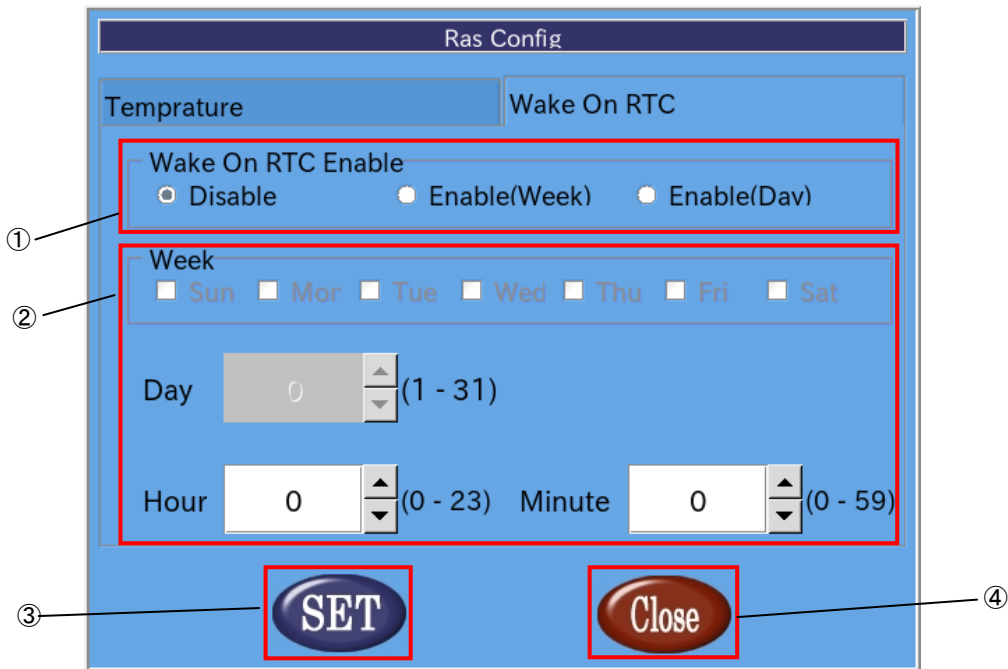 Ras Config
Temprature Wake On RTC
Wake On RTC Enable
Disable Enable(Week) Enable(Day)
①
Week
Sun Mon Tue Wed Thu Fri Sat
②
Day 0 (1 - 31)
Hour 0 (0 - 23) Minute 0 (0 - 59)
③ SET Close ④